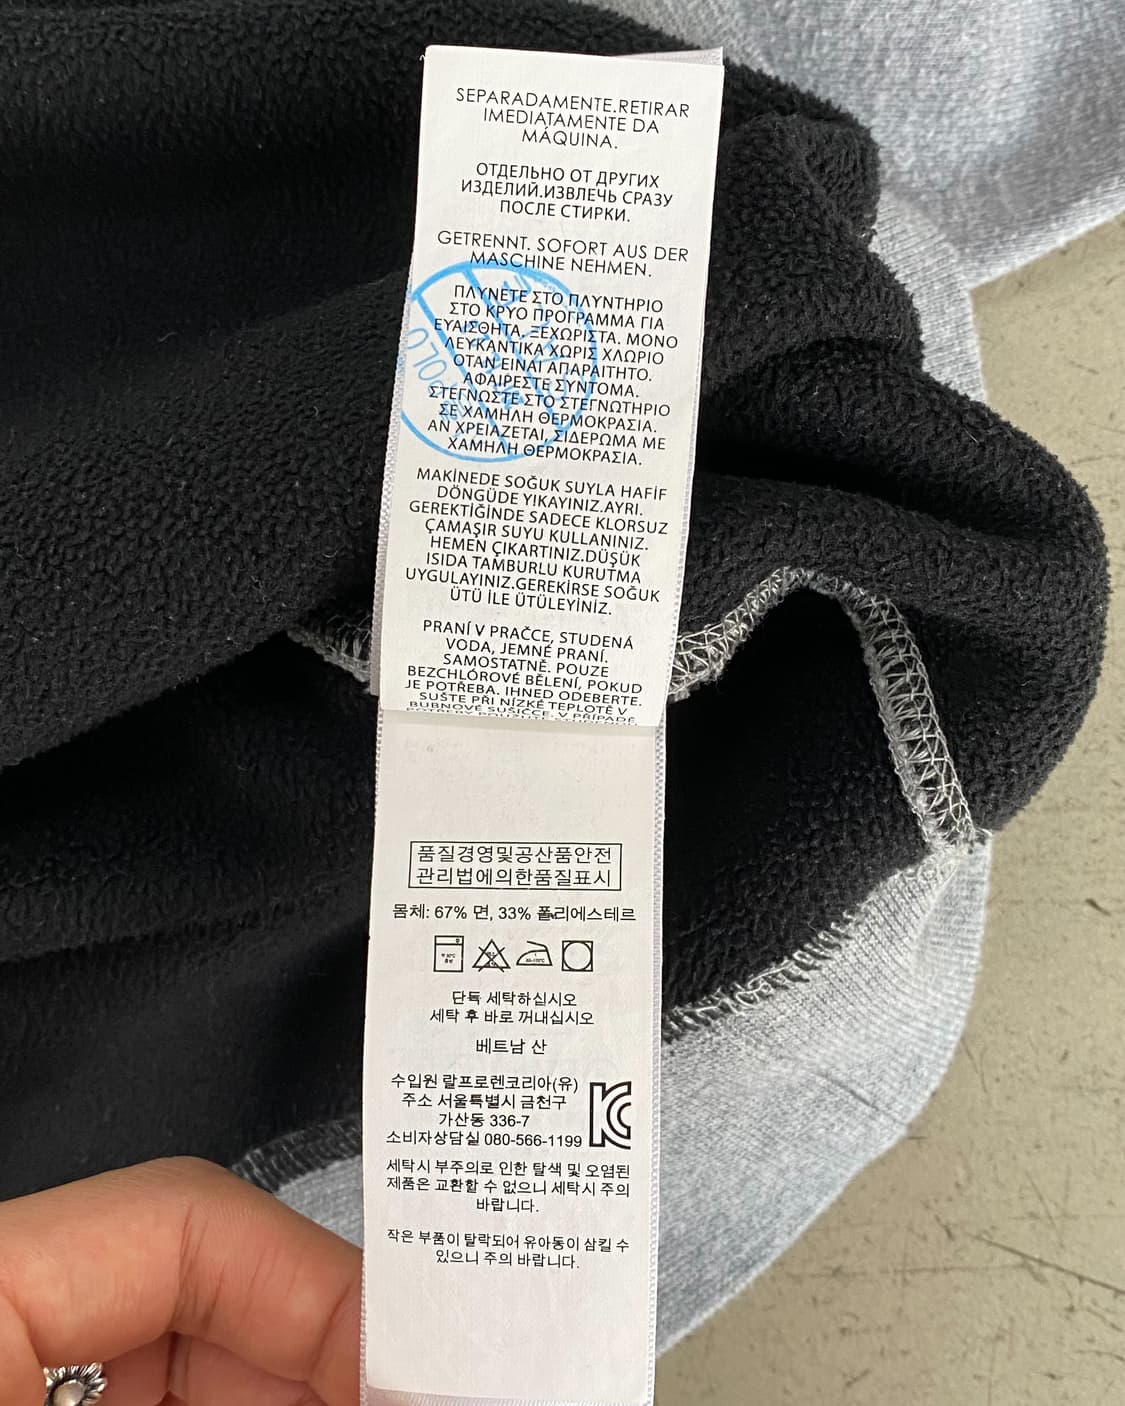 SEPARADAMENTE.RETIRAR
IMEDIATAMENTE DA
MÁQUINA.
ОТДЕЛЬНО ОТ ДРУГИХ
ИЗДЕЛИЙ.ИЗВЛЕЧЬ СРАЗУ
ПОСЛЕ СТИРКИ.
GETRENNT. SOFORT AUS DER
MASCHINE NEHMEN.
ΠΛΥΝΕΤΕ ΣΤΟ ΠΛΥΝΤΗΡΙΟ
ΣΤΟ ΚΡΥΟ ΠΡΟΓΡΑΜΜΑ ΓΙΑ
ΕΥΑΙΣΘΗΤΑ. ΞΕΧΩΡΙΣΤΑ. ΜΟΝΟ
ΛΕΥΚΑΝΤΙΚΑ ΧΩΡΙΣ ΧΛΩΡΙΟ
ΟΤΑΝ ΕΙΝΑΙ ΑΠΑΡΑΙΤΗΤΟ.
ΑΦΑΙΡΕΣΤΕ ΣΥΝΤΟΜΑ.
ΣΤΕΓΝΩΣΤΕ ΣΤΟ ΣΤΕΓΝΩΤΗΡΙΟ
ΣΕ ΧΑΜΗΛΗ ΘΕΡΜΟΚΡΑΣΙΑ.
ΑΝ ΧΡΕΙΑΖΕΤΑΙ, ΣΙΔΕΡΩΜΑ ΜΕ
ΧΑΜΗΛΗ ΘΕΡΜΟΚΡΑΣΙΑ.
MAKİNEDE SOĞUK SUYLA HAFİF
DÖNGÜDE YIKAYINIZ.AYRI.
GEREKTİĞİNDE SADECE KLORSUZ
ÇAMAŞIR SUYU KULLANINIZ.
HEMEN ÇIKARTINIZ.DÜŞÜK
ISIDA TAMBURLU KURUTMA
UYGULAYINIZ.GEREKİRSE SOĞUK
ÜTÜ İLE ÜTÜLEYİNİZ.
PRANÍ V PRAČCE, STUDENÁ
VODA, JEMNÉ PRANÍ.
SAMOSTATNĚ. POUZE
BEZCHLÓROVÉ BĚLENÍ, POKUD
JE POTŘEBA. IHNED ODEBERTE.
SUŠTE PŘI NÍZKÉ TEPLOTĚ V
BUBNOVÉ SUŠIČCE. V PŘÍPADĚ
품질경영및공산품안전
관리법에의한품질표시
몸체: 67% 면, 33% 폴리에스테르
단독 세탁하십시오
세탁 후 바로 꺼내십시오
베트남 산
수입원 랄프로렌코리아(유)
주소 서울특별시 금천구
가산동 336-7
소비자상담실 080-566-1199
세탁시 부주의로 인한 탈색 및 오염된
제품은 교환할 수 없으니 세탁시 주의
바랍니다.
작은 부품이 탈락되어 유아동이 삼킬 수
있으니 주의 바랍니다.